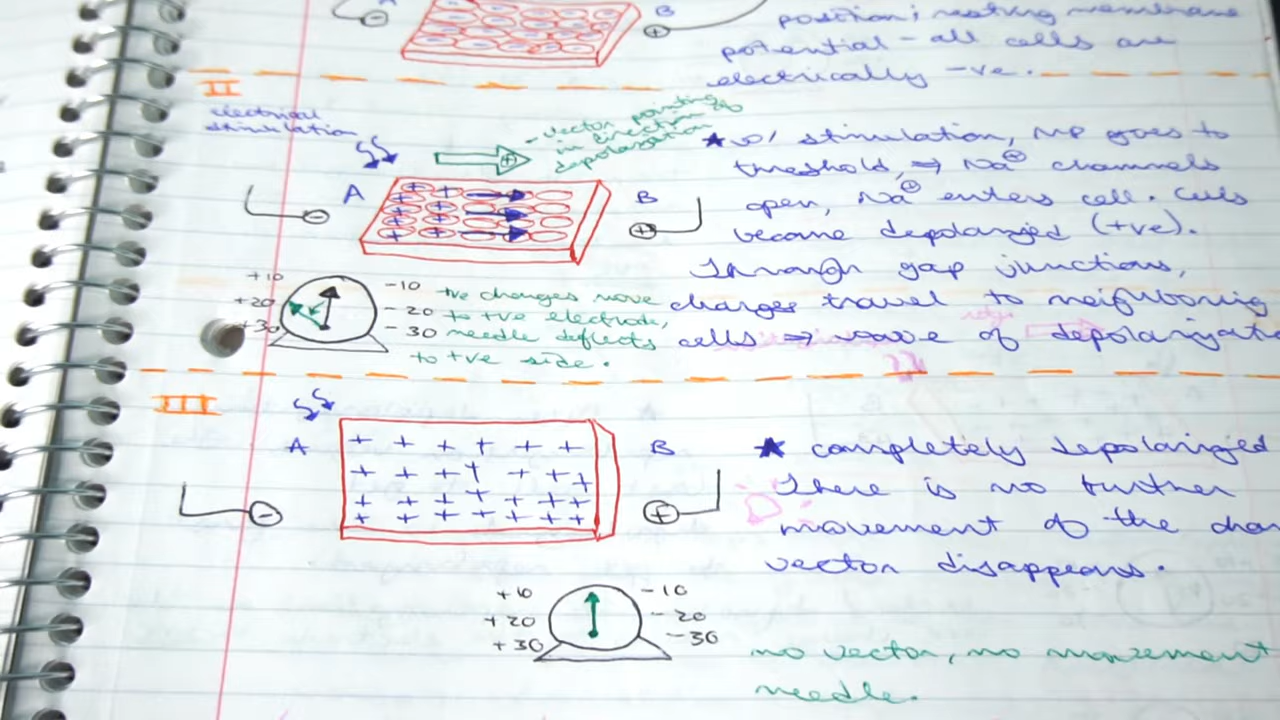 A
B
position; resting membrane
potential - all cells are
electrically -ve.
II
electrical
stimulation
- vector pointing
in direction of
depolarization
★ w/ stimulation, MP goes to
threshold, ⇒ Na⊕ channels
open, Na⊕ enters cell. Cells
become depolarized (+ve).
Through gap junctions,
charges travel to neighboring
cells ⇒ wave of depolarizatio
A
B
+10
+20
+30
-10
-20
-30
+ve charges move
to +ve electrode,
needle deflects
to +ve side.
III
A
B
★ completely depolarized
There is no further
movement of the char
vector disappears.
+10
+20
+30
-10
-20
-30
no vector, no movement
needle.